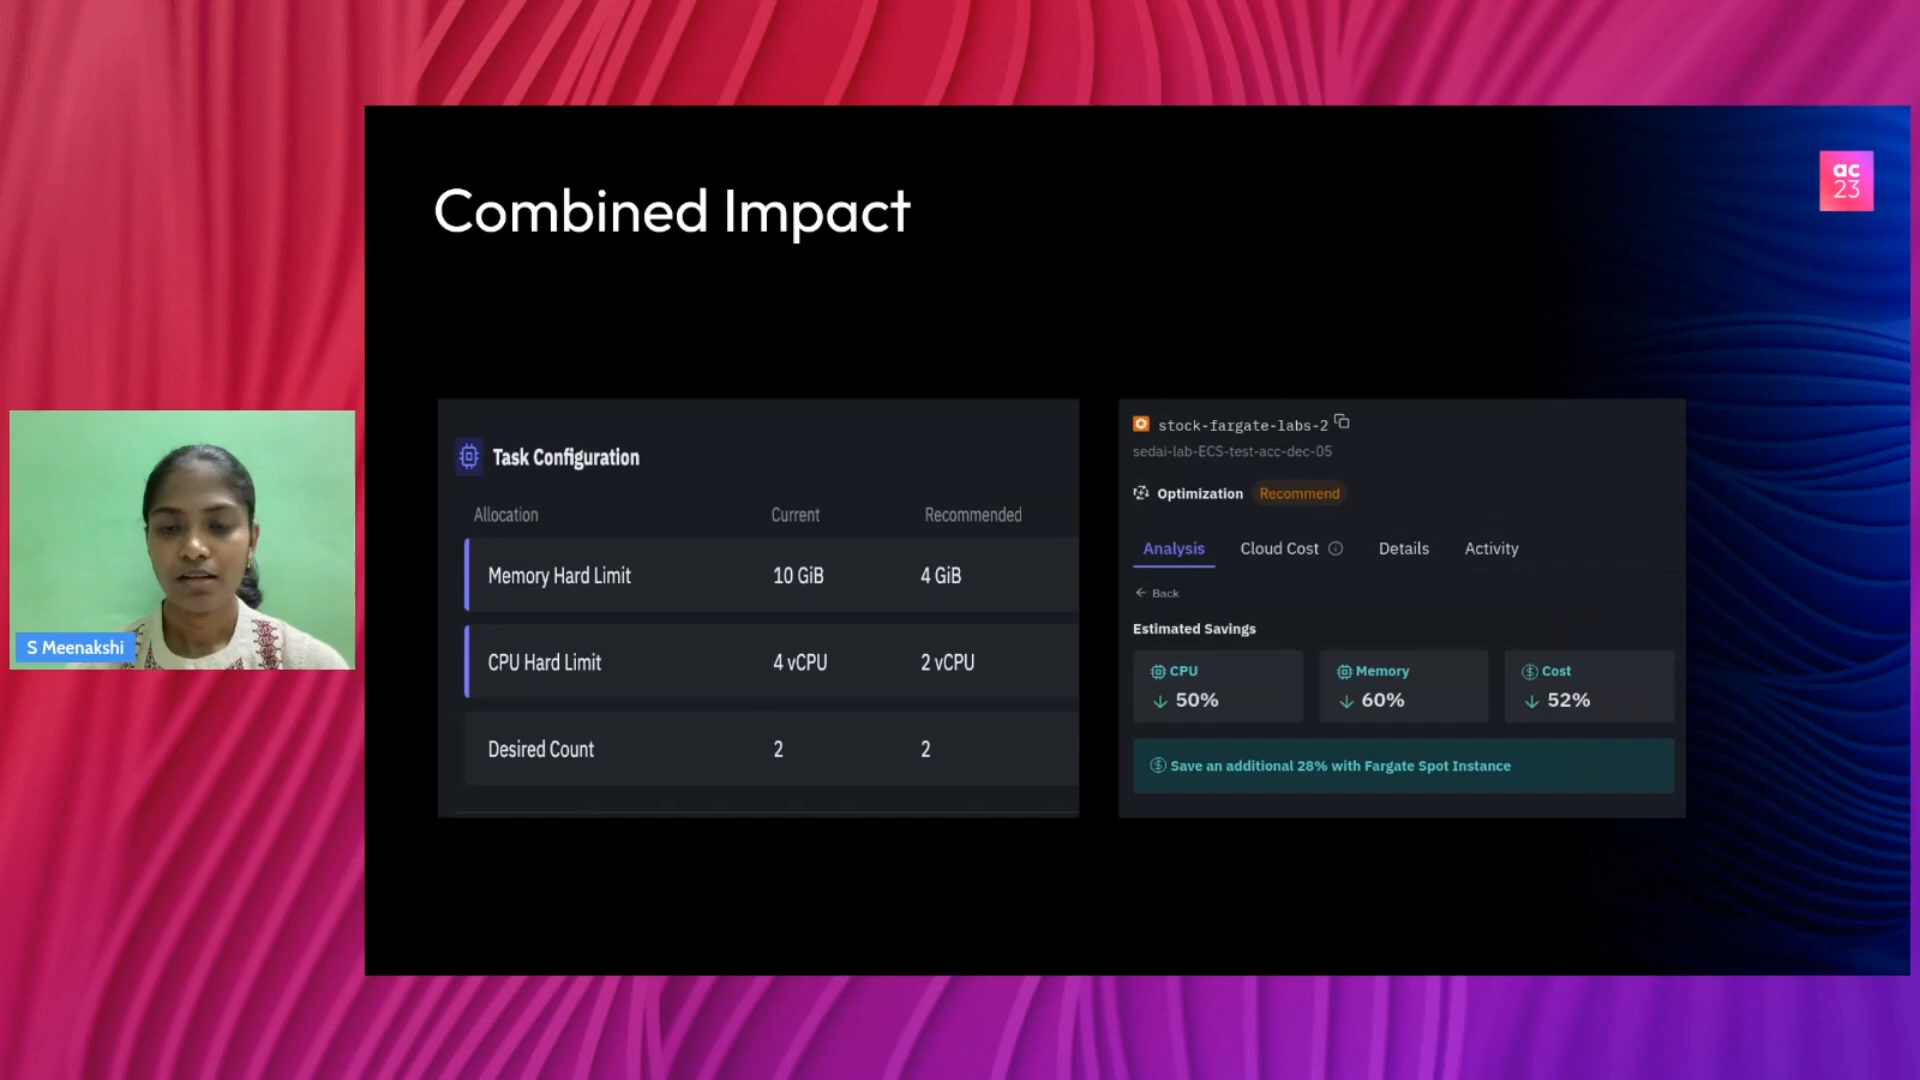 Combined Impact
ac
23
S Meenakshi
Task Configuration
Allocation Current Recommended
Memory Hard Limit 10 GiB 4 GiB
CPU Hard Limit 4 vCPU 2 vCPU
Desired Count 2 2
stock-fargate-labs-2
sedai-lab-ECS-test-acc-dec-05
Optimization Recommend
Analysis Cloud Cost Details Activity
Back
Estimated Savings
CPU Memory Cost
50% 60% 52%
Save an additional 28% with Fargate Spot Instance